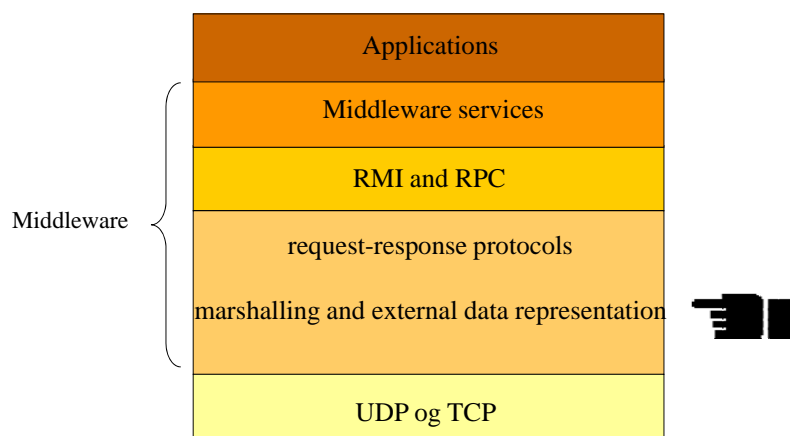 Applications
Middleware services
RMI and RPC
Middleware
request-response protocols
marshalling and external data representation
UDP og TCP